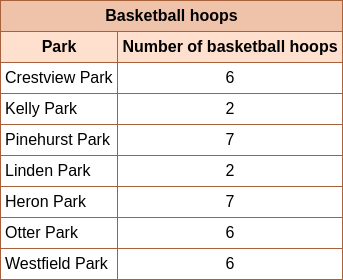 Basketball hoops
Park Number of basketball hoops
Crestview Park 6
Kelly Park 2
Pinehurst Park 7
Linden Park 2
Heron Park 7
Otter Park 6
Westfield Park 6